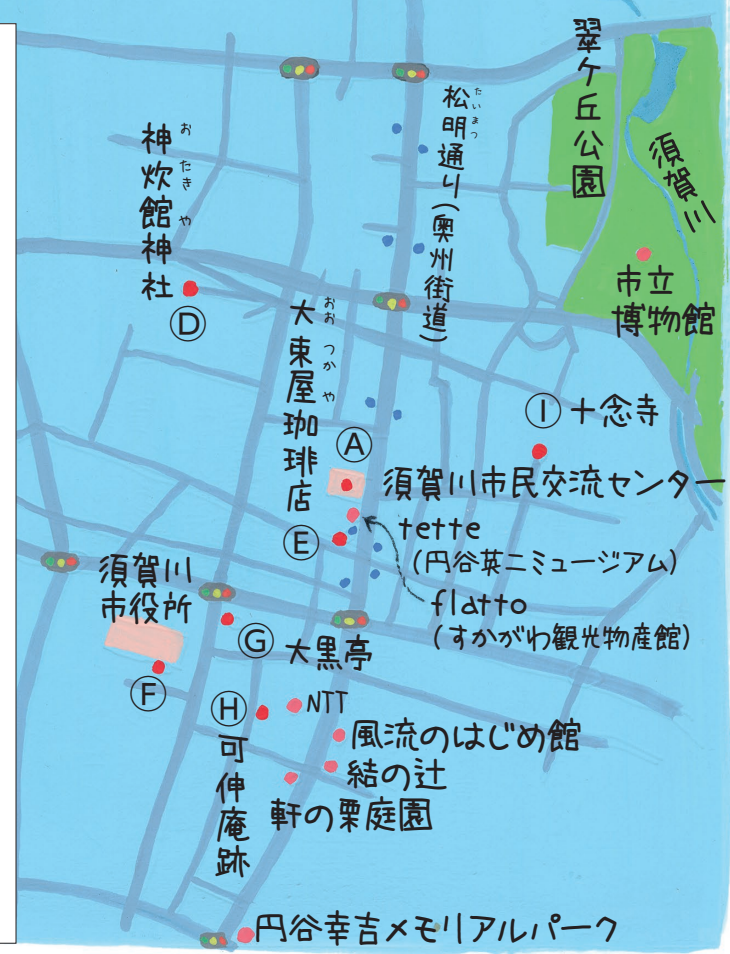 翠ケ丘公園
須賀川
松明通り(奥州街道)
たいまつ
神炊館神社
おたきや
D
市立
博物館
大東屋珈琲店
おおつかや
I 十念寺
A
須賀川市民交流センター
tette
(円谷英二ミュージアム)
E
flatto
(すかがわ観光物産館)
須賀川
市役所
G 大黒亭
F
H
可伸庵跡
NTT
風流のはじめ館
結の辻
軒の栗庭園
円谷幸吉メモリアルパーク